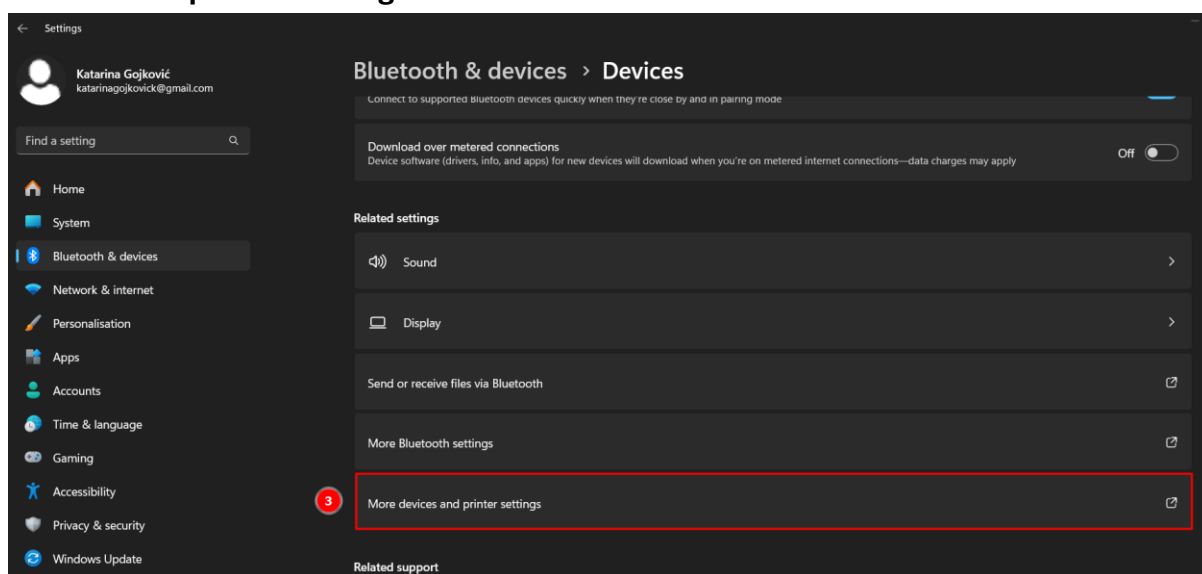 Settings
Katarina Gojković
katarinagojkovick@gmail.com
Find a setting
Home
System
Bluetooth & devices
Network & internet
Personalisation
Apps
Accounts
Time & language
Gaming
Accessibility
Privacy & security
Windows Update
Bluetooth & devices > Devices
Connect to supported Bluetooth devices quickly when they're close by and in pairing mode
Download over metered connections
Device software (drivers, info, and apps) for new devices will download when you're on metered internet connections—data charges may apply
Off
Related settings
Sound
Display
Send or receive files via Bluetooth
More Bluetooth settings
3
More devices and printer settings
Related support